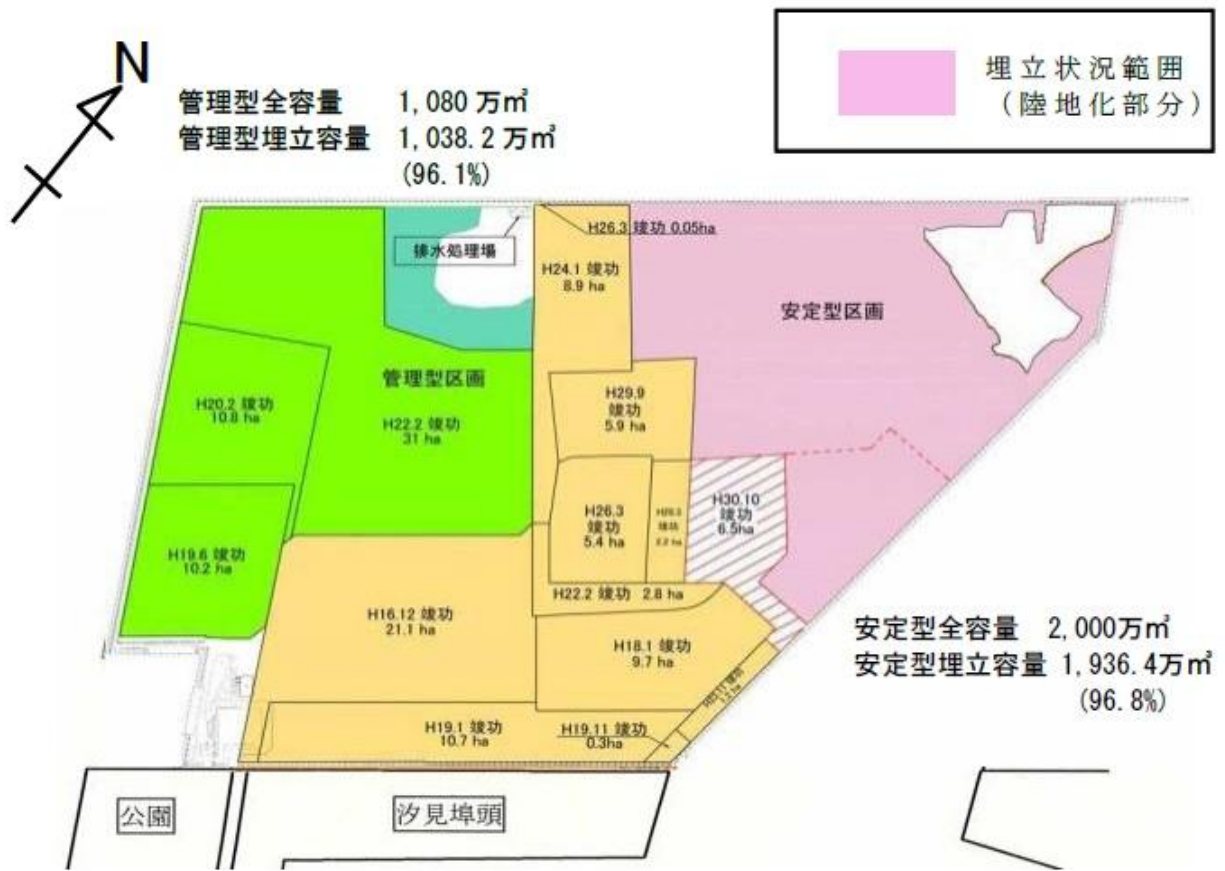 N
管理型全容量 1,080 万㎥
管理型埋立容量 1,038.2 万㎥
(96.1%)
埋立状況範囲
(陸地化部分)
排水処理場
H26.3 竣功 0.05ha
H24.1 竣功
8.9 ha
安定型区画
管理型区画
H22.2 竣功
31 ha
H20.2 竣功
10.8 ha
H29.9
竣功
5.9 ha
H26.3
竣功
5.4 ha
竣功
H30.10
竣功
6.5ha
H19.6 竣功
10.2 ha
H22.2 竣功 2.8 ha
H16.12 竣功
21.1 ha
H18.1 竣功
9.7 ha
竣功
1.2 ha
H19.1 竣功
10.7 ha
H19.11 竣功
0.3ha
安定型全容量 2,000万㎥
安定型埋立容量 1,936.4万㎥
(96.8%)
公園
汐見埠頭